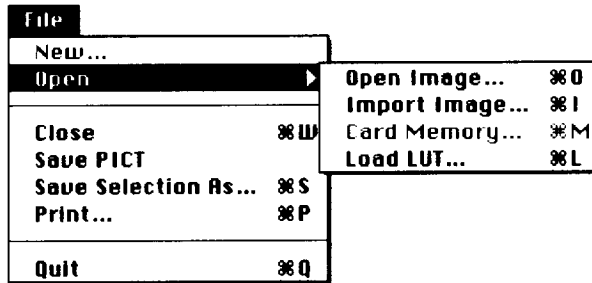 File
New...
Open
Close ⌘W
Save PICT
Save Selection As... ⌘S
Print... ⌘P
Quit ⌘Q
Open Image... ⌘O
Import Image... ⌘I
Card Memory... ⌘M
Load LUT... ⌘L